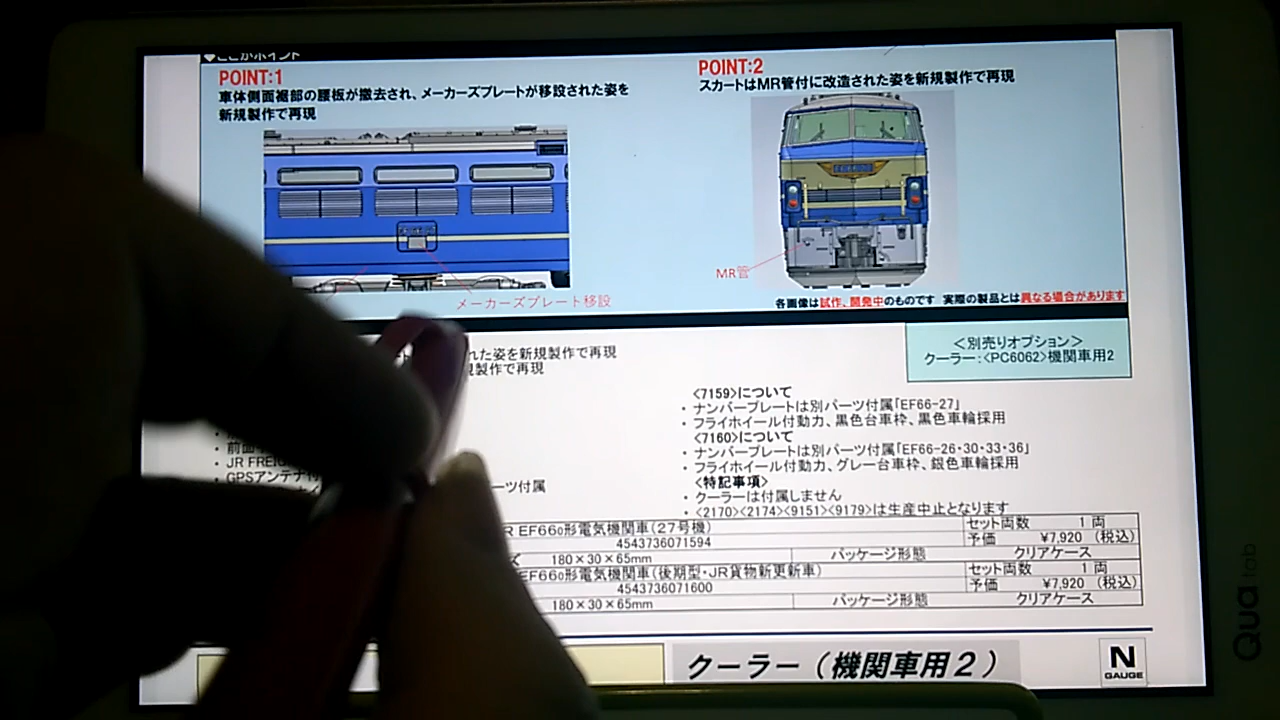 POINT:1
車体側面裾部の腰板が撤去され、メーカーズプレートが移設された姿を
新規製作で再現
メーカーズプレート移設
POINT:2
スカートはMR管付に改造された姿を新規製作で再現
MR管
各画像は試作、開発中のものです 実際の製品とは異なる場合があります
れた姿を新規製作で再現
製作で再現
前面
JR FREI
GPSアンテナ付
ーツ付属
<別売りオプション>
クーラー:<PC6062>機関車用2
<7159>について
・ナンバープレートは別パーツ付属「EF66-27」
・フライホイール付動力、黒色台車枠、黒色車輪採用
<7160>について
・ナンバープレートは別パーツ付属「EF66-26・30・33・36」
・フライホイール付動力、グレー台車枠、銀色車輪採用
<特記事項>
・クーラーは付属しません
・<2170><2174><9151><9179>は生産中止となります
R EF66₀形電気機関車(27号機) セット両数 1 両
4543736071594 予価 ¥7,920 (税込)
180×30×65mm パッケージ形態 クリアケース
EF66₀形電気機関車(後期型・JR貨物新更新車) セット両数 1 両
4543736071600 予価 ¥7,920 (税込)
180×30×65mm パッケージ形態 クリアケース
クーラー(機関車用2)
N
GAUGE
Qua tab